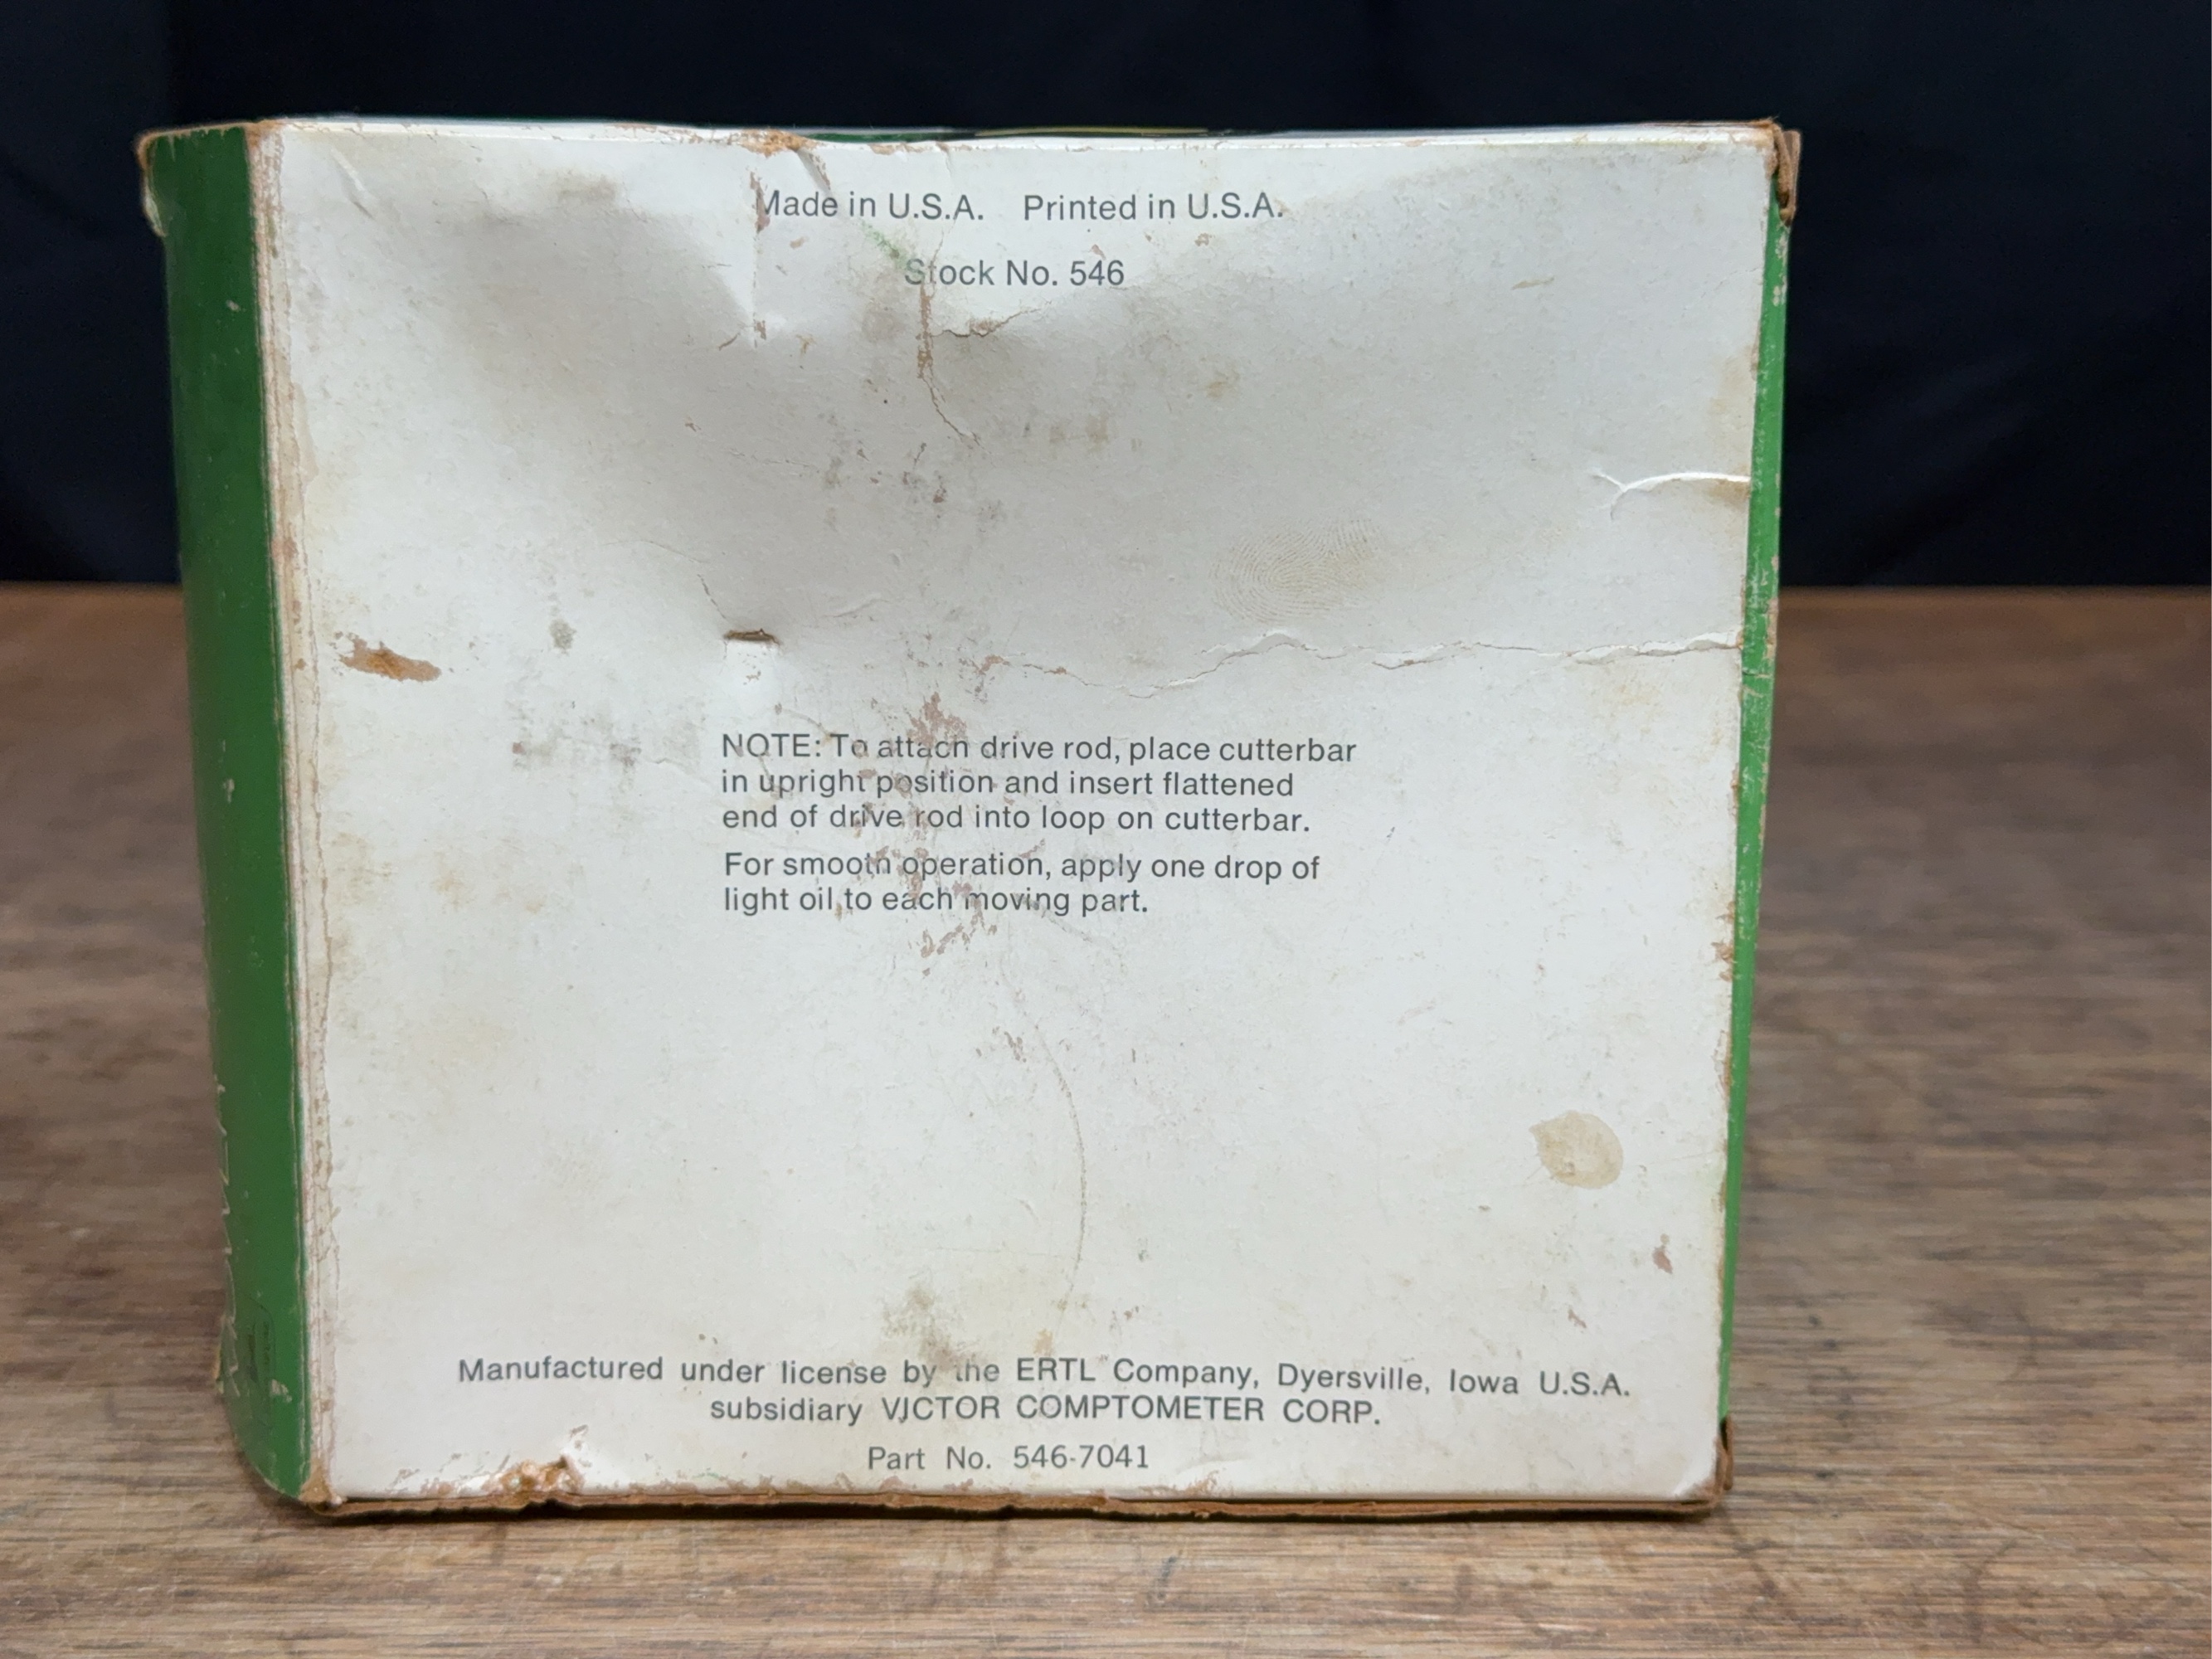 Made in U.S.A. Printed in U.S.A.
Stock No. 546
NOTE: To attach drive rod, place cutterbar
in upright position and insert flattened
end of drive rod into loop on cutterbar.
For smooth operation, apply one drop of
light oil to each moving part.
Manufactured under license by the ERTL Company, Dyersville, Iowa U.S.A.
subsidiary VICTOR COMPTOMETER CORP.
Part No. 546-7041